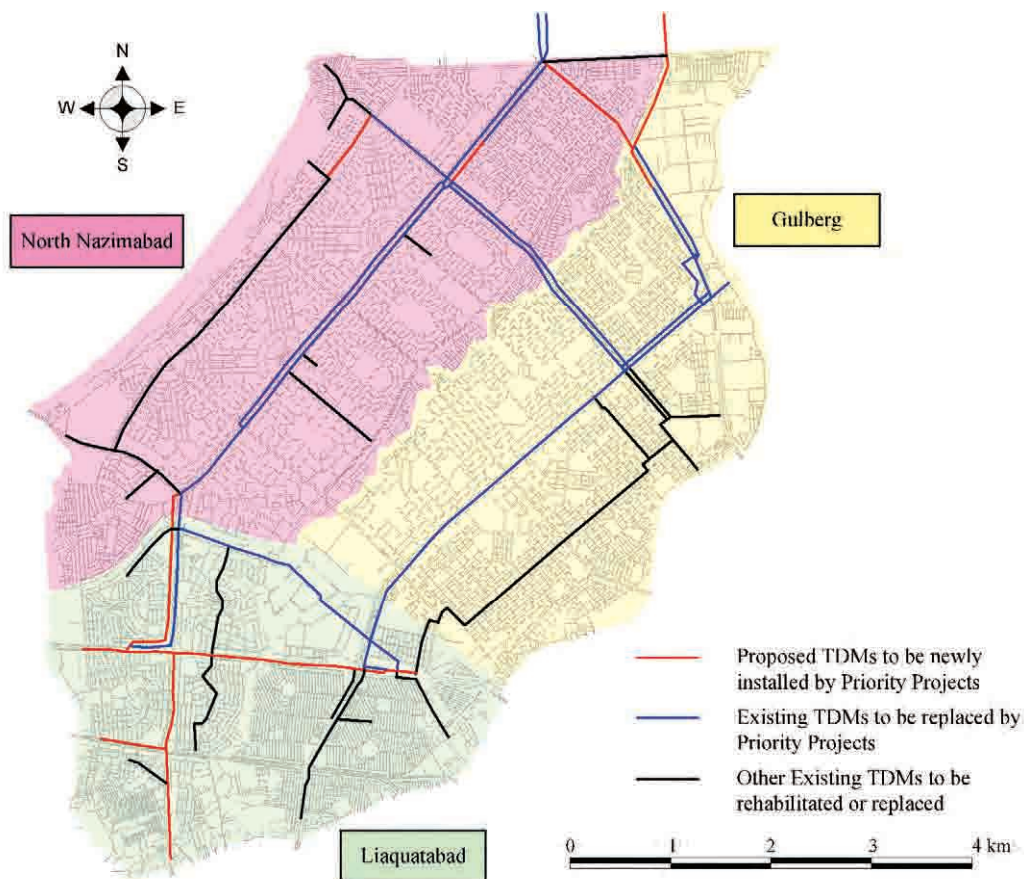 N
W E
S
North Nazimabad
Gulberg
Proposed TDMs to be newly
installed by Priority Projects
Existing TDMs to be replaced by
Priority Projects
Other Existing TDMs to be
rehabilitated or replaced
0 1 2 3 4 km
Liaquatabad